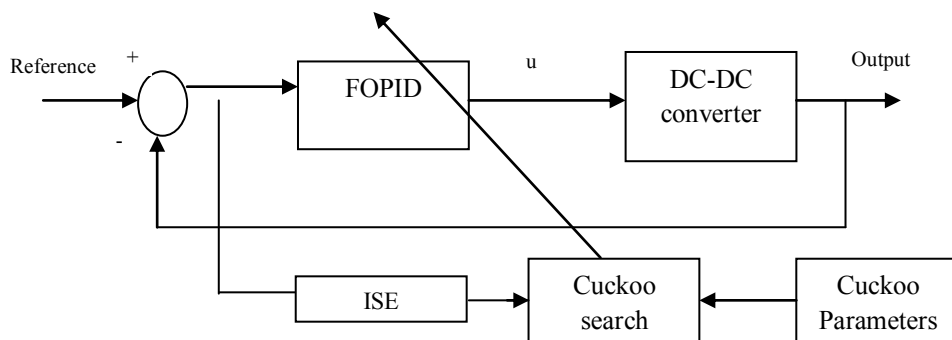 Reference
+
-
FOPID
u
DC-DC
converter
Output
ISE
Cuckoo
search
Cuckoo
Parameters